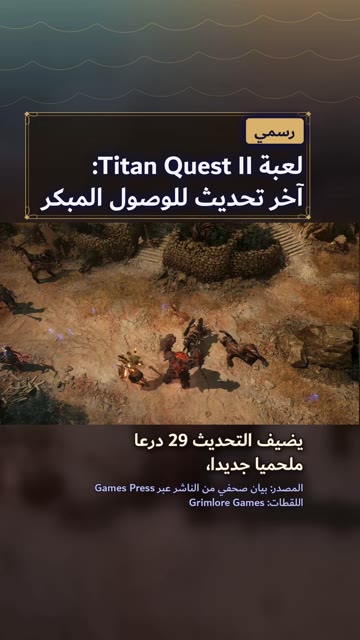 رسمي
لعبة Titan Quest II:
آخر تحديث للوصول المبكر
يضيف التحديث 29 درعا
ملحميا جديدا،
المصدر: بيان صحفي من الناشر عبر Games Press
اللقطات: Grimlore Games